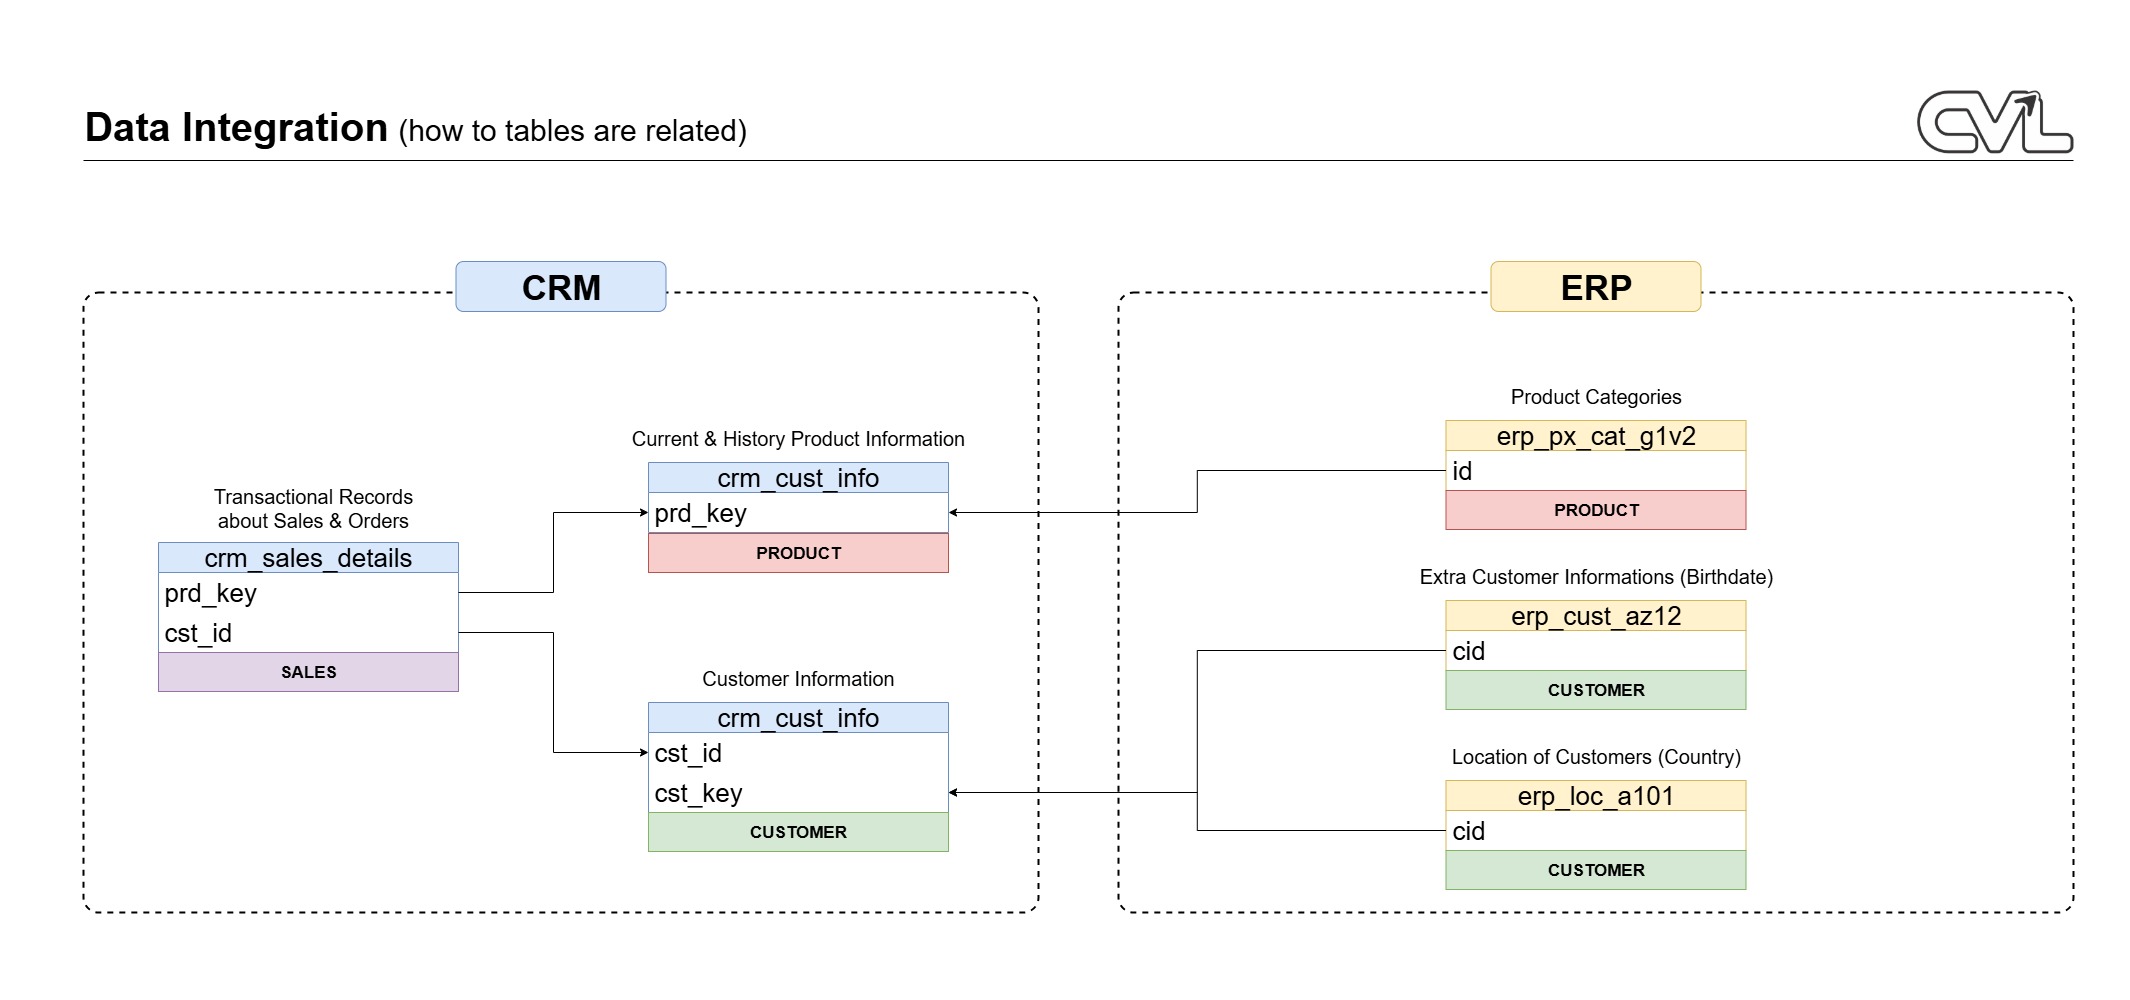 Data Integration (how to tables are related)
CVL
CRM
Transactional Records
about Sales & Orders
crm_sales_details
prd_key
cst_id
SALES
Current & History Product Information
crm_cust_info
prd_key
PRODUCT
Customer Information
crm_cust_info
cst_id
cst_key
CUSTOMER
ERP
Product Categories
erp_px_cat_g1v2
id
PRODUCT
Extra Customer Informations (Birthdate)
erp_cust_az12
cid
CUSTOMER
Location of Customers (Country)
erp_loc_a101
cid
CUSTOMER